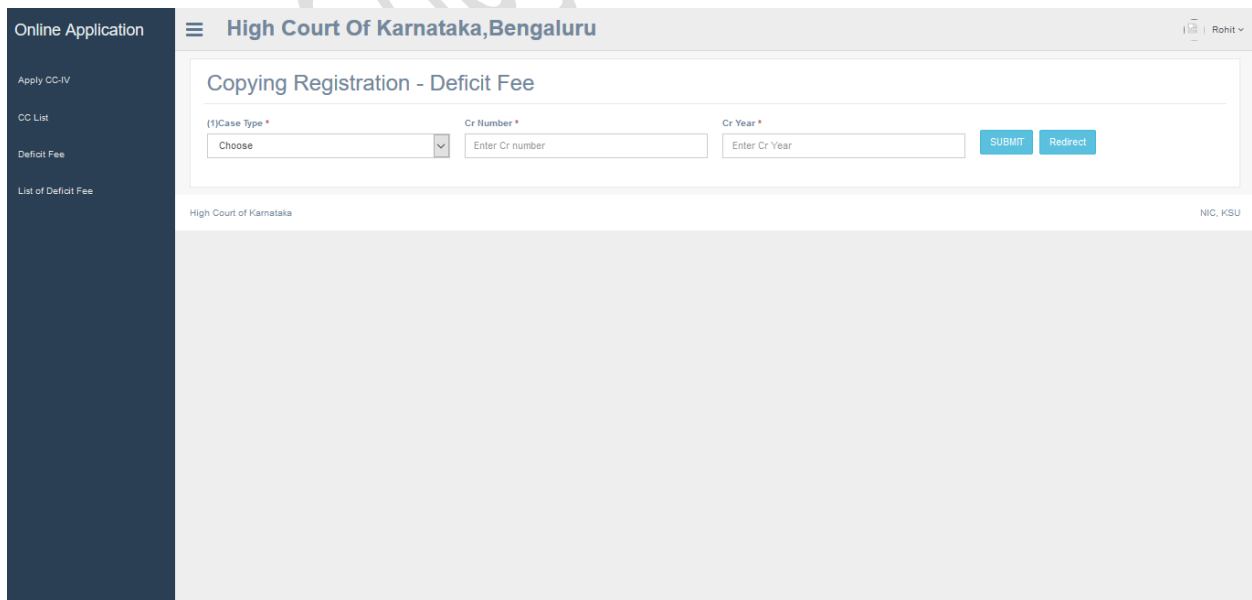 Online Application
High Court Of Karnataka,Bengaluru
Rohit
Apply CC-IV
CC List
Deficit Fee
List of Deficit Fee
Copying Registration - Deficit Fee
(1)Case Type * Cr Number * Cr Year *
Choose Enter Cr number Enter Cr Year SUBMIT Redirect
High Court of Karnataka NIC, KSU